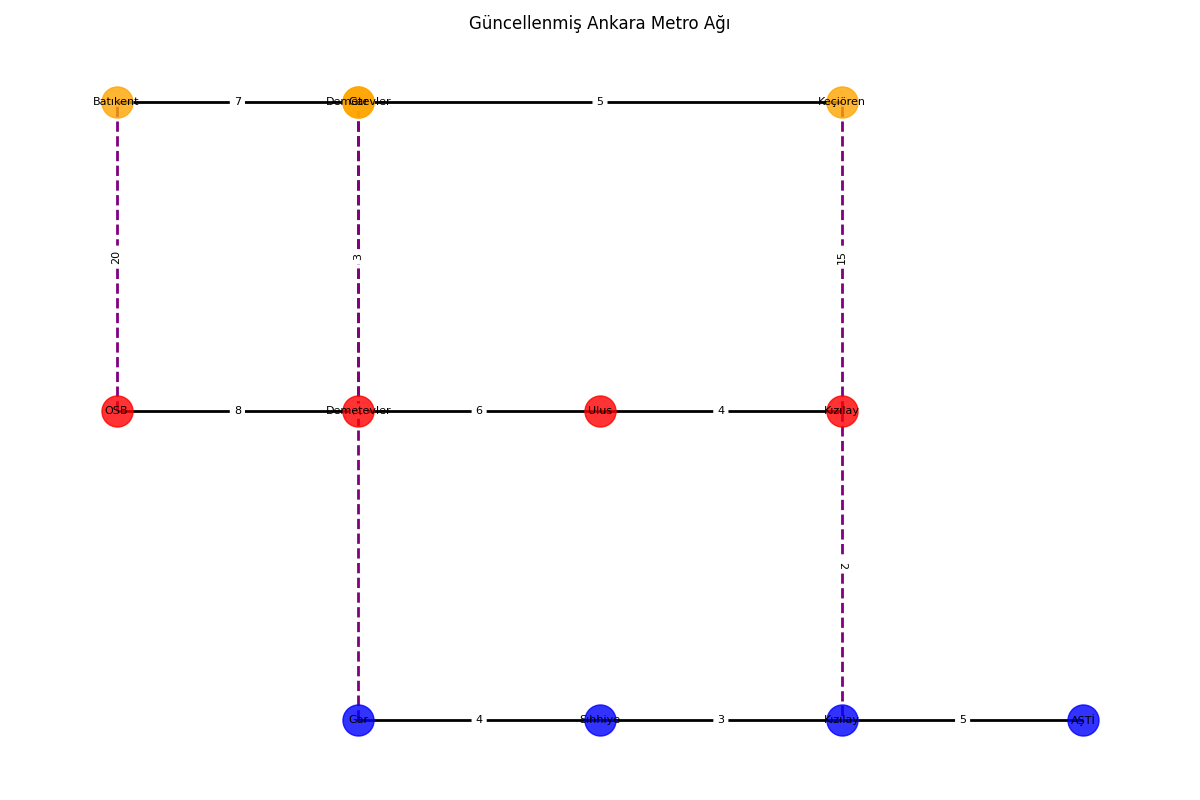 Güncellenmiş Ankara Metro Ağı
Batıkent 7 Demetevler Gar 5 Keçiören
20 3 15
OSB 8 Demetevler 6 Ulus 4 Kızılay
2
Gar 4 Sıhhiye 3 Kızılay 5 AŞTİ